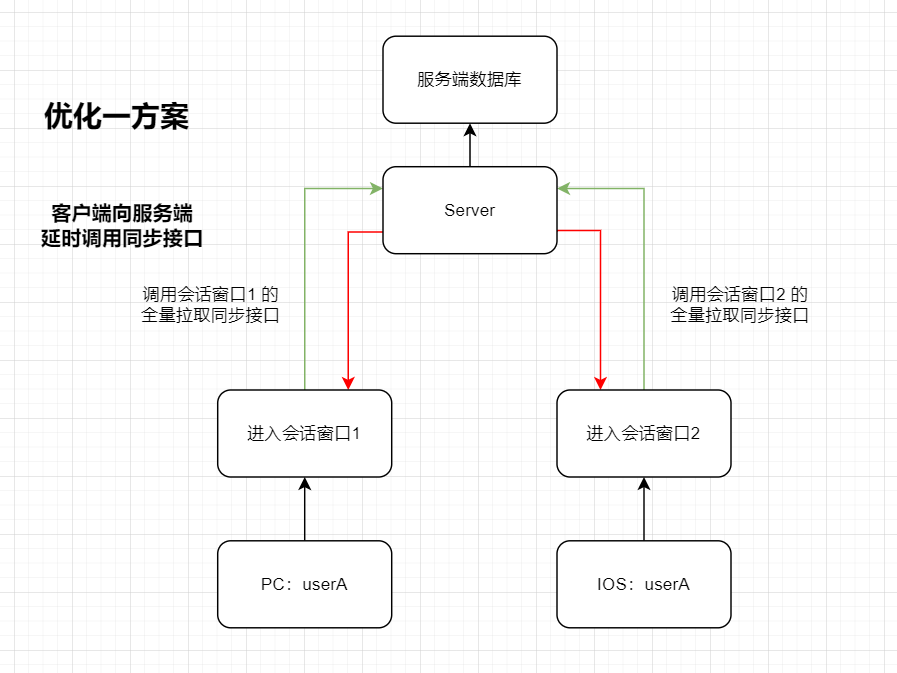 服务端数据库
优化一方案
Server
客户端向服务端
延时调用同步接口
调用会话窗口1 的
全量拉取同步接口
调用会话窗口2 的
全量拉取同步接口
进入会话窗口1
进入会话窗口2
PC：userA
IOS：userA